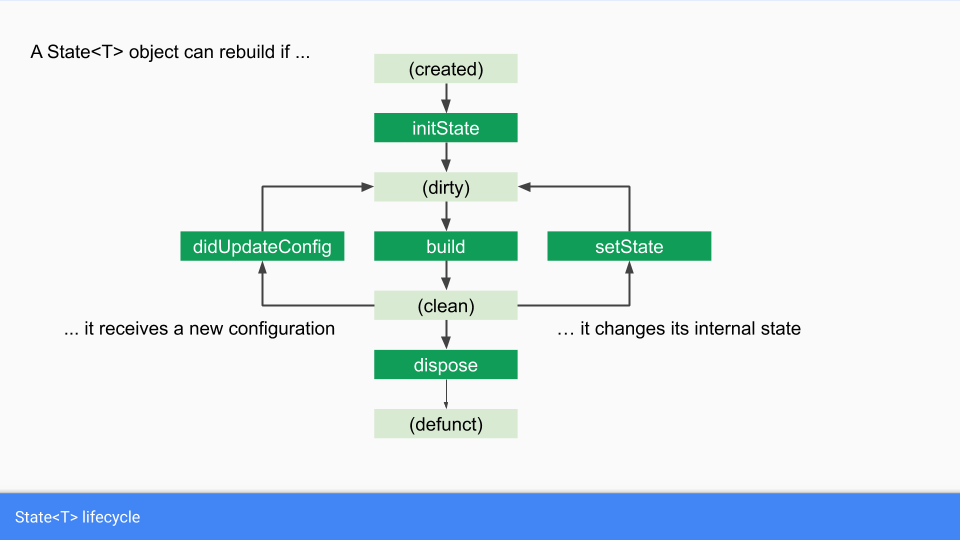 A State<T> object can rebuild if ...
(created)
initState
(dirty)
didUpdateConfig
build
setState
(clean)
... it receives a new configuration
… it changes its internal state
dispose
(defunct)
State<T> lifecycle